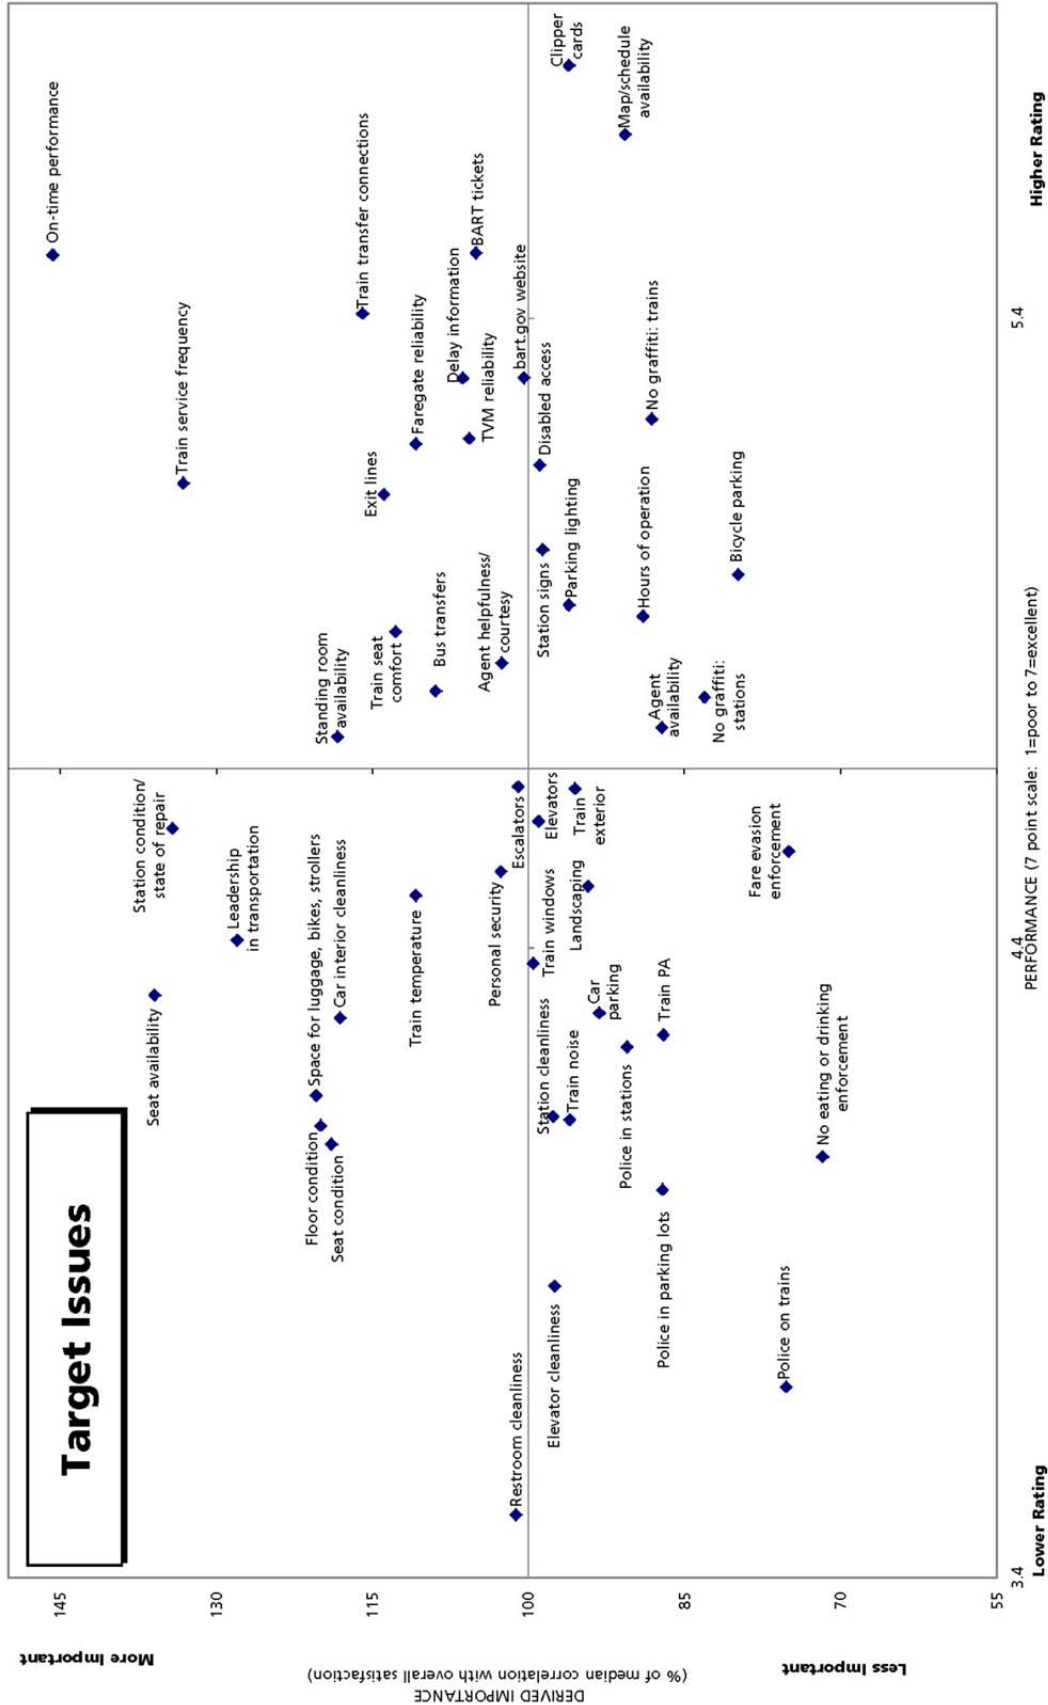 Target Issues
On-time performance
Station condition/
state of repair
Train service frequency
Seat availability
Leadership
in transportation
Floor condition
Space for luggage, bikes, strollers
Standing room
availability
Seat condition
Car interior cleanliness
Train transfer connections
Exit lines
Train seat
comfort
Train temperature
Faregate reliability
Bus transfers
Delay information
TVM reliability
BART tickets
Agent helpfulness/
courtesy
Personal security
Restroom cleanliness
Escalators
bart.gov website
Train windows
Elevators
Disabled access
Station signs
Station cleanliness
Elevator cleanliness
Train noise
Train
exterior
Parking lighting
Clipper
cards
Landscaping
Car
parking
Police in stations
Map/schedule
availability
Hours of operation
No graffiti: trains
Police in parking lots
Train PA
Agent
availability
No graffiti:
stations
Bicycle parking
Police on trains
Fare evasion
enforcement
No eating or drinking
enforcement
More Important
DERIVED IMPORTANCE
(% of median correlation with overall satisfaction)
Less Important
145
130
115
100
85
70
55
3.4
4.4
5.4
Lower Rating
PERFORMANCE (7 point scale: 1=poor to 7=excellent)
Higher Rating